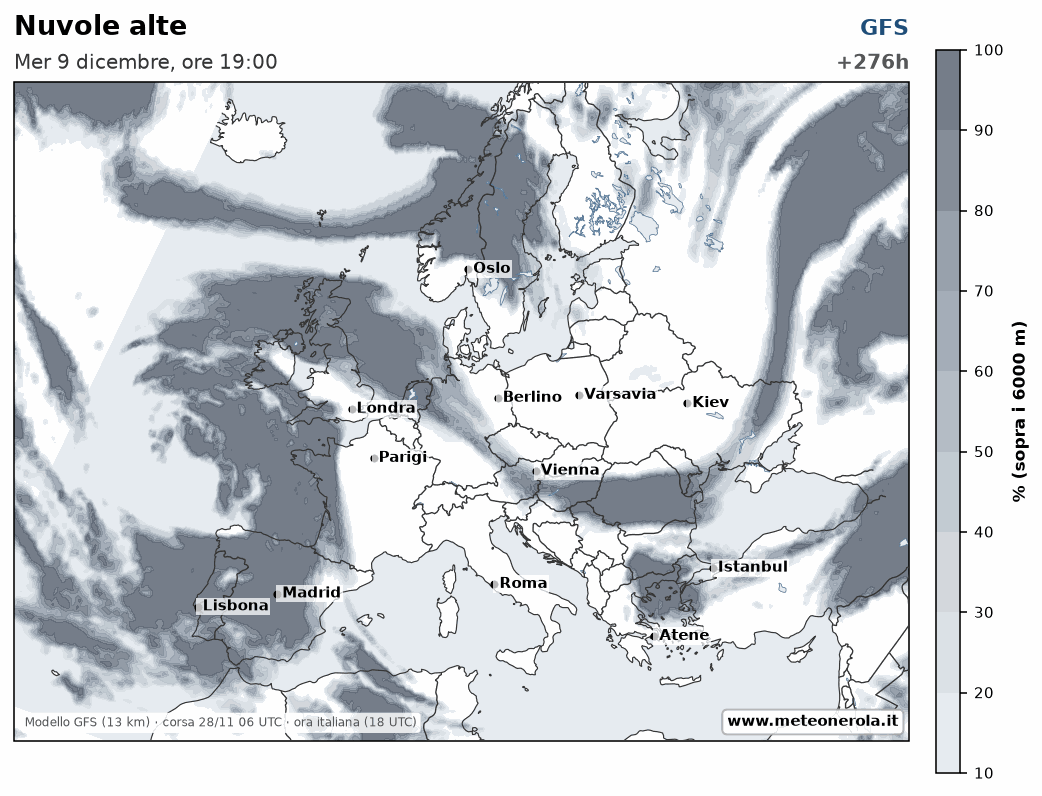 Nuvole alte
GFS
Mer 9 dicembre, ore 19:00
+276h
Oslo
Londra
Berlino
Varsavia
Kiev
Parigi
Vienna
Roma
Istanbul
Madrid
Lisbona
Atene
Modello GFS (13 km) · corsa 28/11 06 UTC · ora italiana (18 UTC)
www.meteonerola.it
100
90
80
70
60
50
40
30
20
10
% (sopra i 6000 m)